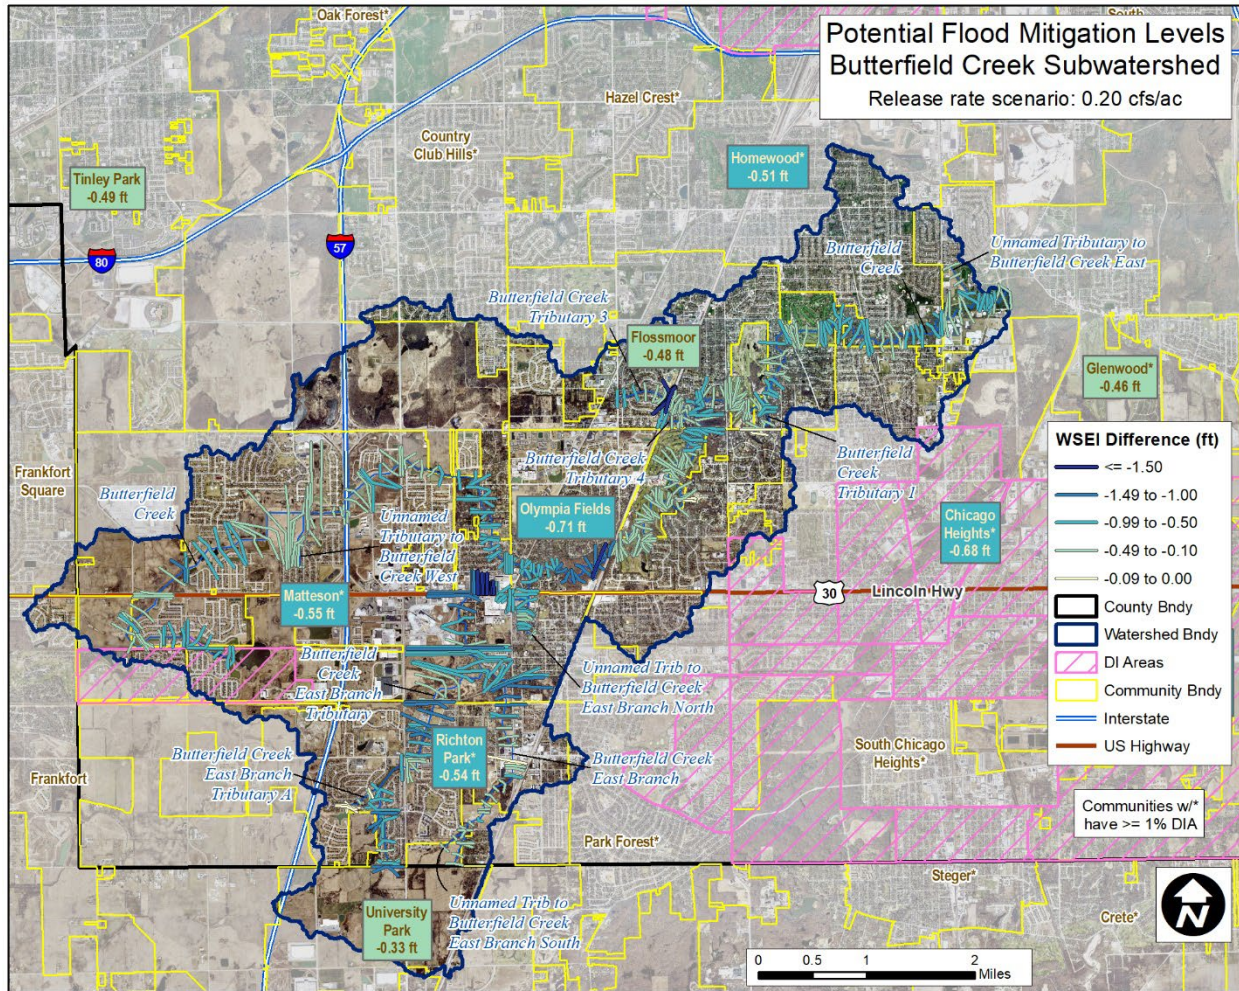 Potential Flood Mitigation Levels
Butterfield Creek Subwatershed
Release rate scenario: 0.20 cfs/ac
Oak Forest*
South
Hazel Crest*
Country
Club Hills*
Homewood*
-0.51 ft
Tinley Park
-0.49 ft
57
80
Butterfield
Creek
Unnamed Tributary to
Butterfield Creek East
Butterfield Creek
Tributary 3
Flossmoor
-0.48 ft
Glenwood*
-0.46 ft
Frankfort
Square
Butterfield
Creek
Butterfield Creek
Tributary 4
Butterfield
Creek
Tributary 1
Unnamed
Tributary to
Butterfield
Creek West
Olympia Fields
-0.71 ft
Chicago
Heights*
-0.68 ft
Matteson*
-0.55 ft
30
Lincoln Hwy
Butterfield
Creek
East Branch
Tributary
Unnamed Trib to
Butterfield Creek
East Branch North
Richton
Park*
-0.54 ft
Butterfield Creek
East Branch
Butterfield Creek
East Branch
Tributary A
South Chicago
Heights*
Frankfort
Park Forest*
Steger*
Crete*
University
Park
-0.33 ft
Unnamed Trib to
Butterfield Creek
East Branch South
WSEI Difference (ft)
<= -1.50
-1.49 to -1.00
-0.99 to -0.50
-0.49 to -0.10
-0.09 to 0.00
County Bndy
Watershed Bndy
DI Areas
Community Bndy
Interstate
US Highway
Communities w/*
have >= 1% DIA
N
0 0.5 1 2
Miles